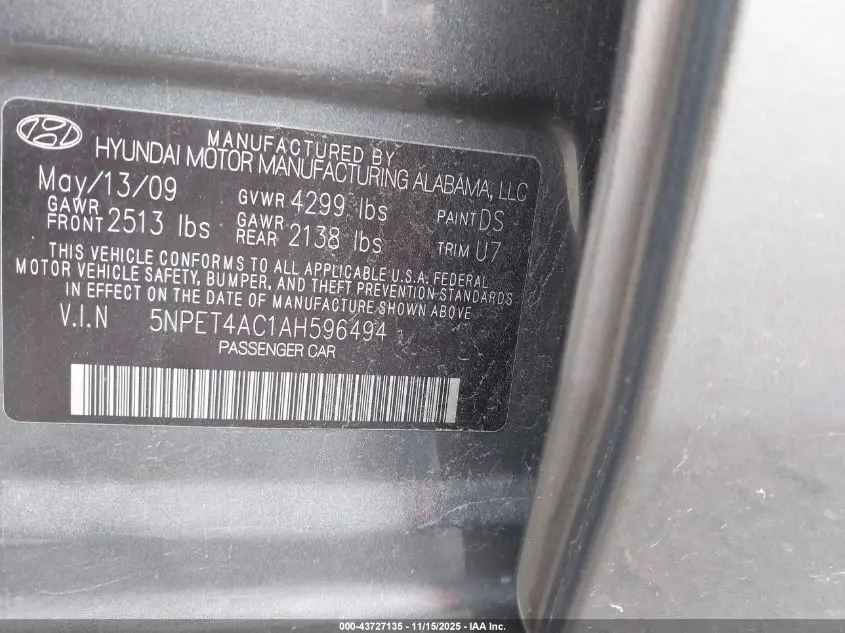 MANUFACTURED BY
HYUNDAI MOTOR MANUFACTURING ALABAMA, LLC
May/13/09 GVWR 4299 lbs PAINT DS
GAWR FRONT 2513 lbs GAWR REAR 2138 lbs TRIM U7
THIS VEHICLE CONFORMS TO ALL APPLICABLE U.S.A. FEDERAL
MOTOR VEHICLE SAFETY, BUMPER, AND THEFT PREVENTION STANDARDS
IN EFFECT ON THE DATE OF MANUFACTURE SHOWN ABOVE
V.I.N 5NPET4AC1AH596494
PASSENGER CAR
000-43727135 - 11/15/2025 - IAA Inc.